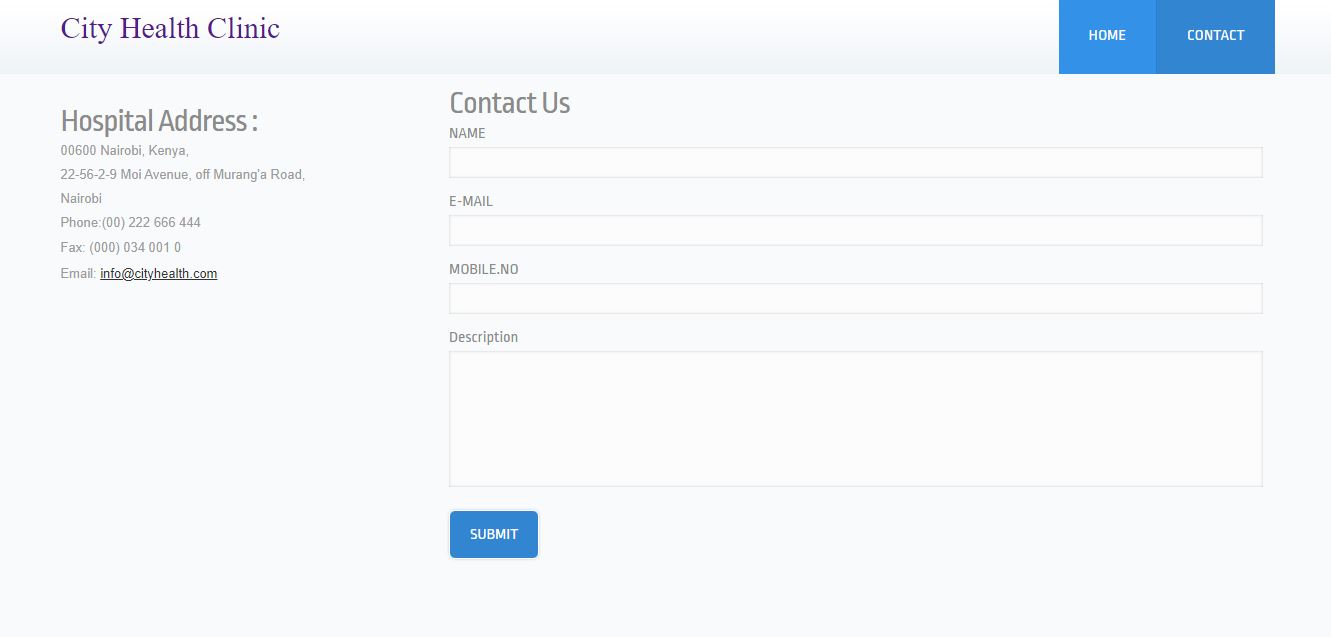 City Health Clinic
HOME
CONTACT
Hospital Address :
00600 Nairobi, Kenya,
22-56-2-9 Moi Avenue, off Murang'a Road,
Nairobi
Phone:(00) 222 666 444
Fax: (000) 034 001 0
Email: info@cityhealth.com
Contact Us
NAME
E-MAIL
MOBILE.NO
Description
SUBMIT